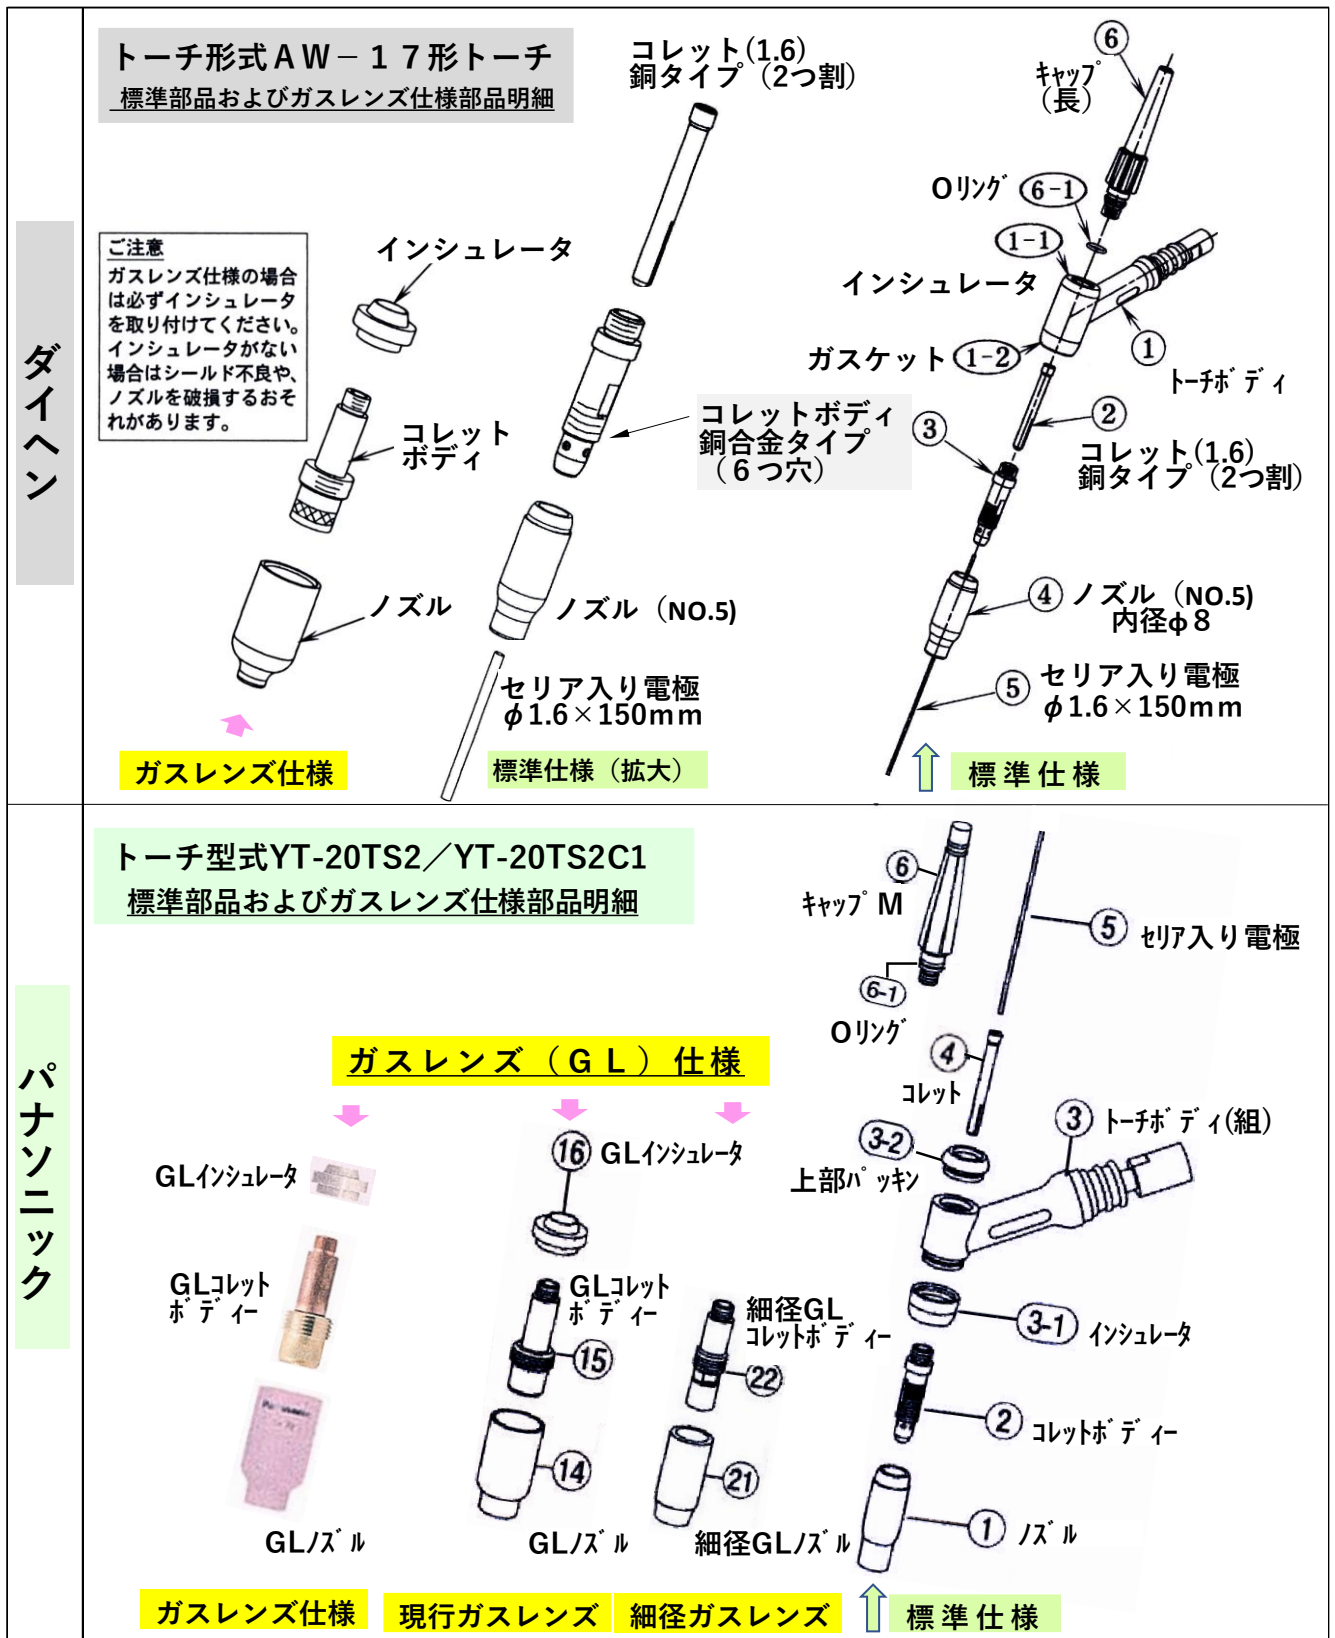 ダイヘン
トーチ形式ＡＷ－１７形トーチ
標準部品およびガスレンズ仕様部品明細
コレット(1.6)
銅タイプ（2つ割）
⑥
ｷｬｯﾌﾟ
（長）
Oﾘﾝｸﾞ
6-1
1-1
インシュレータ
ガスケット
1-2
①
ﾄｰﾁﾎﾞﾃﾞｨ
ご注意
ガスレンズ仕様の場合
は必ずインシュレータ
を取り付けてください。
インシュレータがない
場合はシールド不良や、
ノズルを破損するおそ
れがあります。
インシュレータ
コレット
ボディ
コレットボディ
銅合金タイプ
（６つ穴）
③
②
コレット(1.6)
銅タイプ（2つ割）
ノズル
ノズル（NO.5)
④ ノズル（NO.5)
内径φ８
セリア入り電極
φ1.6×150mm
⑤ セリア入り電極
φ1.6×150mm
ガスレンズ仕様
標準仕様（拡大）
標準仕様
パナソニック
トーチ型式YT-20TS2／YT-20TS2C1
標準部品およびガスレンズ仕様部品明細
⑥
ｷｬｯﾌﾟM
⑤ ｾﾘｱ入り電極
6-1
Oﾘﾝｸﾞ
ガスレンズ（ＧＬ）仕様
④
ｺﾚｯﾄ
③ ﾄｰﾁﾎﾞﾃﾞｨ(組)
3-2
上部ﾊﾟｯｷﾝ
GLｲﾝｼｭﾚｰﾀ
⑯ GLｲﾝｼｭﾚｰﾀ
GLｺﾚｯﾄ
ﾎﾞﾃﾞｨｰ
GLｺﾚｯﾄ
ﾎﾞﾃﾞｨｰ
⑮
細径GL
ｺﾚｯﾄﾎﾞﾃﾞｨｰ
㉒
3-1 ｲﾝｼｭﾚｰﾀ
② ｺﾚｯﾄﾎﾞﾃﾞｨｰ
⑭
㉑
① ﾉｽﾞﾙ
GLﾉｽﾞﾙ
GLﾉｽﾞﾙ
細径GLﾉｽﾞﾙ
ガスレンズ仕様
現行ガスレンズ
細径ガスレンズ
標準仕様